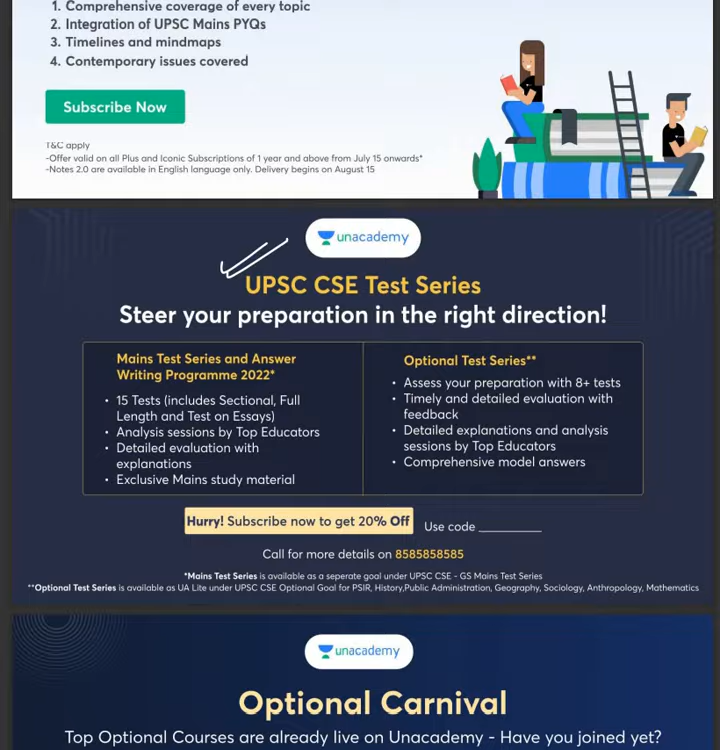 1. Comprehensive coverage of every topic
2. Integration of UPSC Mains PYQs
3. Timelines and mindmaps
4. Contemporary issues covered
Subscribe Now
T&C apply
-Offer valid on all Plus and Iconic Subscriptions of 1 year and above from July 15 onwards*
-Notes 2.0 are available in English language only. Delivery begins on August 15
unacademy
UPSC CSE Test Series
Steer your preparation in the right direction!
Mains Test Series and Answer
Writing Programme 2022*
• 15 Tests (includes Sectional, Full
Length and Test on Essays)
• Analysis sessions by Top Educators
• Detailed evaluation with
explanations
• Exclusive Mains study material
Optional Test Series**
• Assess your preparation with 8+ tests
• Timely and detailed evaluation with
feedback
• Detailed explanations and analysis
sessions by Top Educators
• Comprehensive model answers
Hurry! Subscribe now to get 20% Off
Use code __________
Call for more details on 8585858585
*Mains Test Series is available as a seperate goal under UPSC CSE - GS Mains Test Series
**Optional Test Series is available as UA Lite under UPSC CSE Optional Goal for PSIR, History,Public Administration, Geography, Sociology, Anthropology, Mathematics
unacademy
Optional Carnival
Top Optional Courses are already live on Unacademy - Have you joined yet?